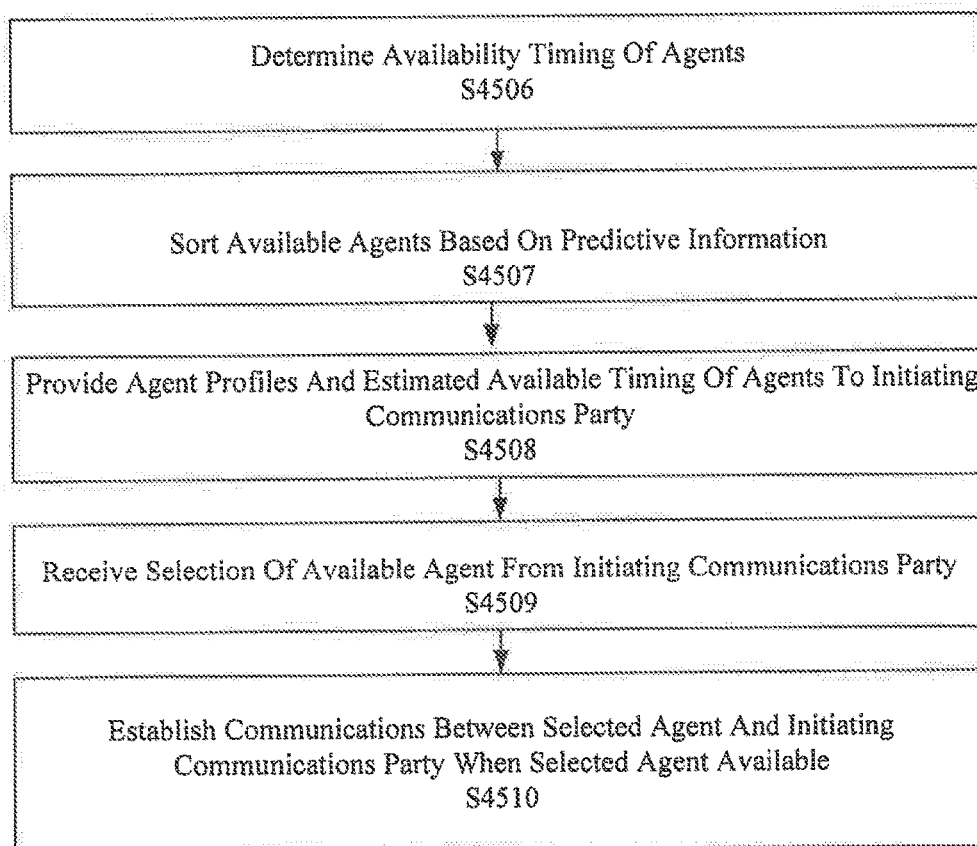 Determine Availability Timing Of Agents
S4506
Sort Available Agents Based On Predictive Information
S4507
Provide Agent Profiles And Estimated Available Timing Of Agents To Initiating
Communications Party
S4508
Receive Selection Of Available Agent From Initiating Communications Party
S4509
Establish Communications Between Selected Agent And Initiating
Communications Party When Selected Agent Available
S4510